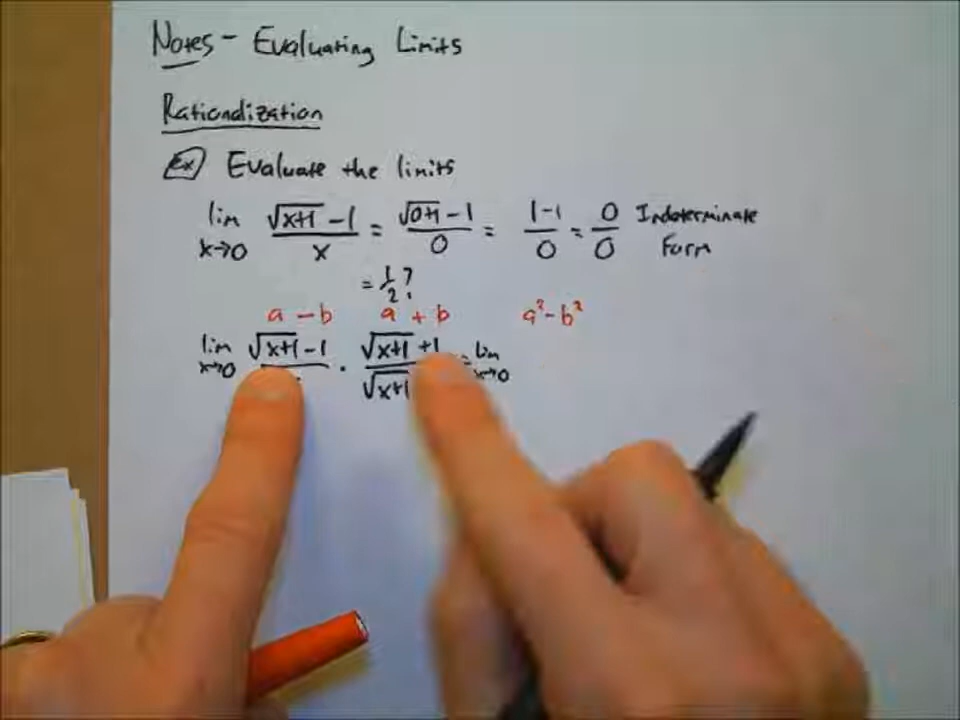 Notes - Evaluating Limits
Rationalization
Ex Evaluate the limits
lim x→0 (√x+1 - 1)/x = (√0+1 - 1)/0 = (1-1)/0 = 0/0 Indeterminate Form
= 1/2?
a - b a + b a² - b²
lim x→0 √x+1 - 1 · (√x+1 + 1)/√x+1 = lim x→0